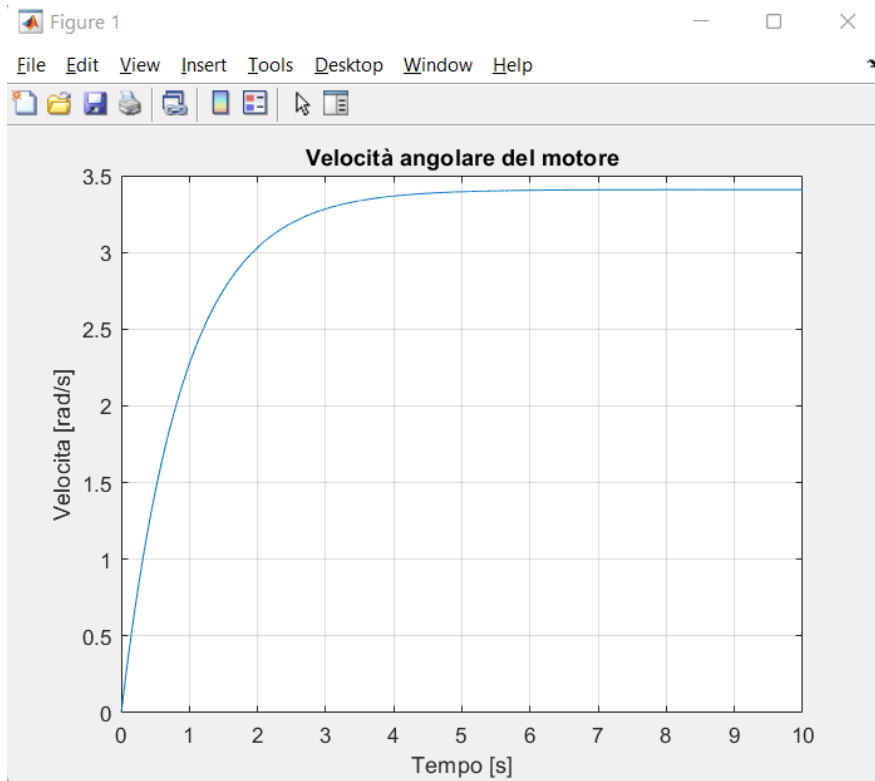 Figure 1
File Edit View Insert Tools Desktop Window Help
Velocità angolare del motore
3.5
3
2.5
2
1.5
1
0.5
0
Velocita [rad/s]
0 1 2 3 4 5 6 7 8 9 10
Tempo [s]